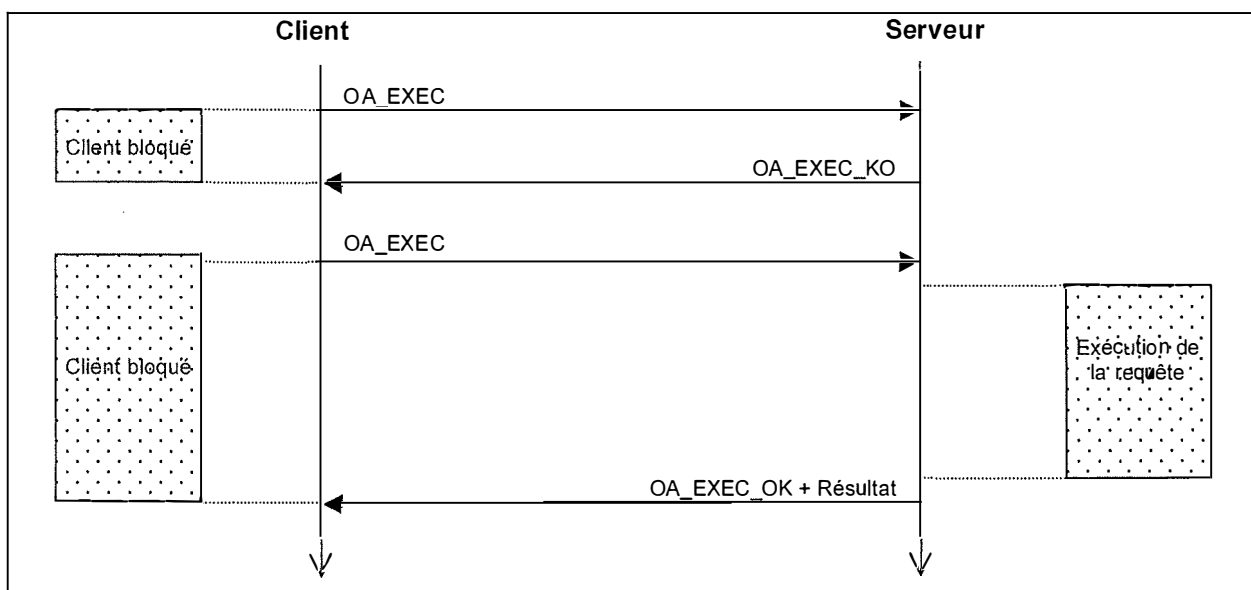 Client
Serveur
OA_EXEC
Client bloqué
OA_EXEC_KO
OA_EXEC
Client bloqué
Exécution de
la requête
OA_EXEC_OK + Résultat